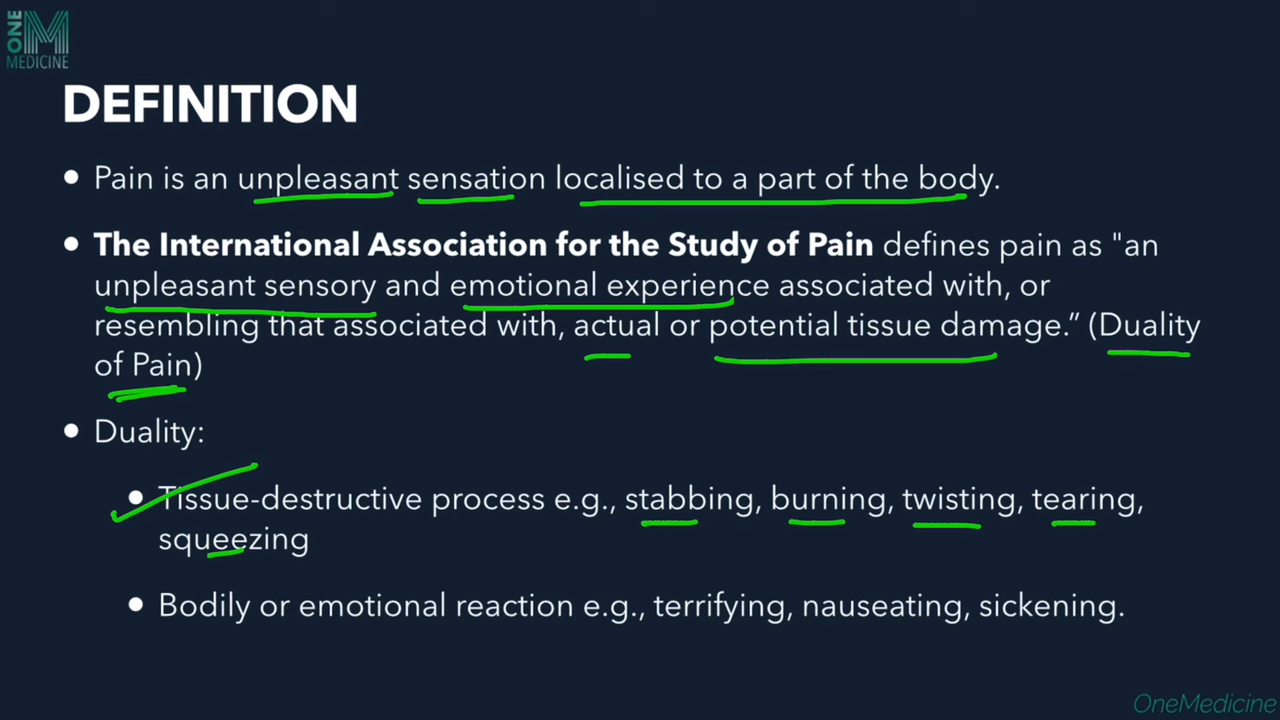 ONE
MEDICINE
DEFINITION
• Pain is an unpleasant sensation localised to a part of the body.
• The International Association for the Study of Pain defines pain as "an
unpleasant sensory and emotional experience associated with, or
resembling that associated with, actual or potential tissue damage.” (Duality
of Pain)
• Duality:
• Tissue-destructive process e.g., stabbing, burning, twisting, tearing,
squeezing
• Bodily or emotional reaction e.g., terrifying, nauseating, sickening.
OneMedicine